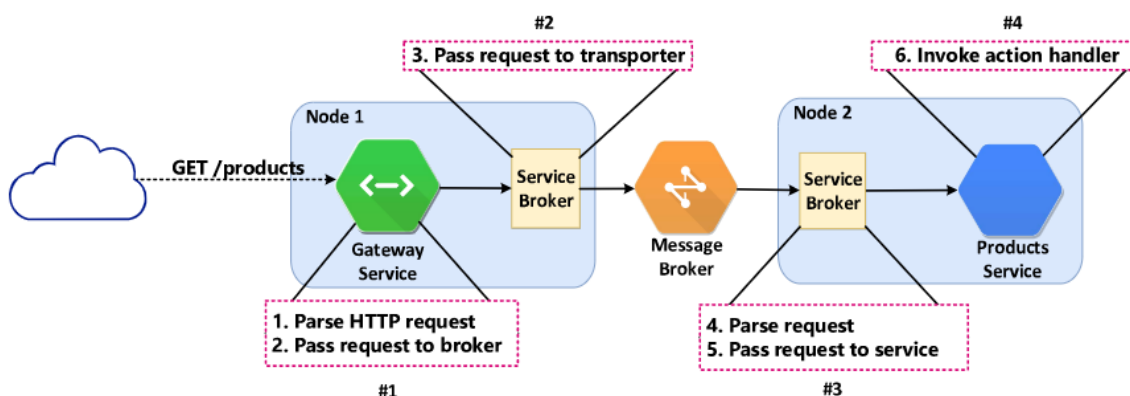 #2
3. Pass request to transporter
#4
6. Invoke action handler
Node 1
Node 2
GET /products
Service
Broker
Service
Broker
Gateway
Service
Message
Broker
Products
Service
1. Parse HTTP request
2. Pass request to broker
#1
4. Parse request
5. Pass request to service
#3